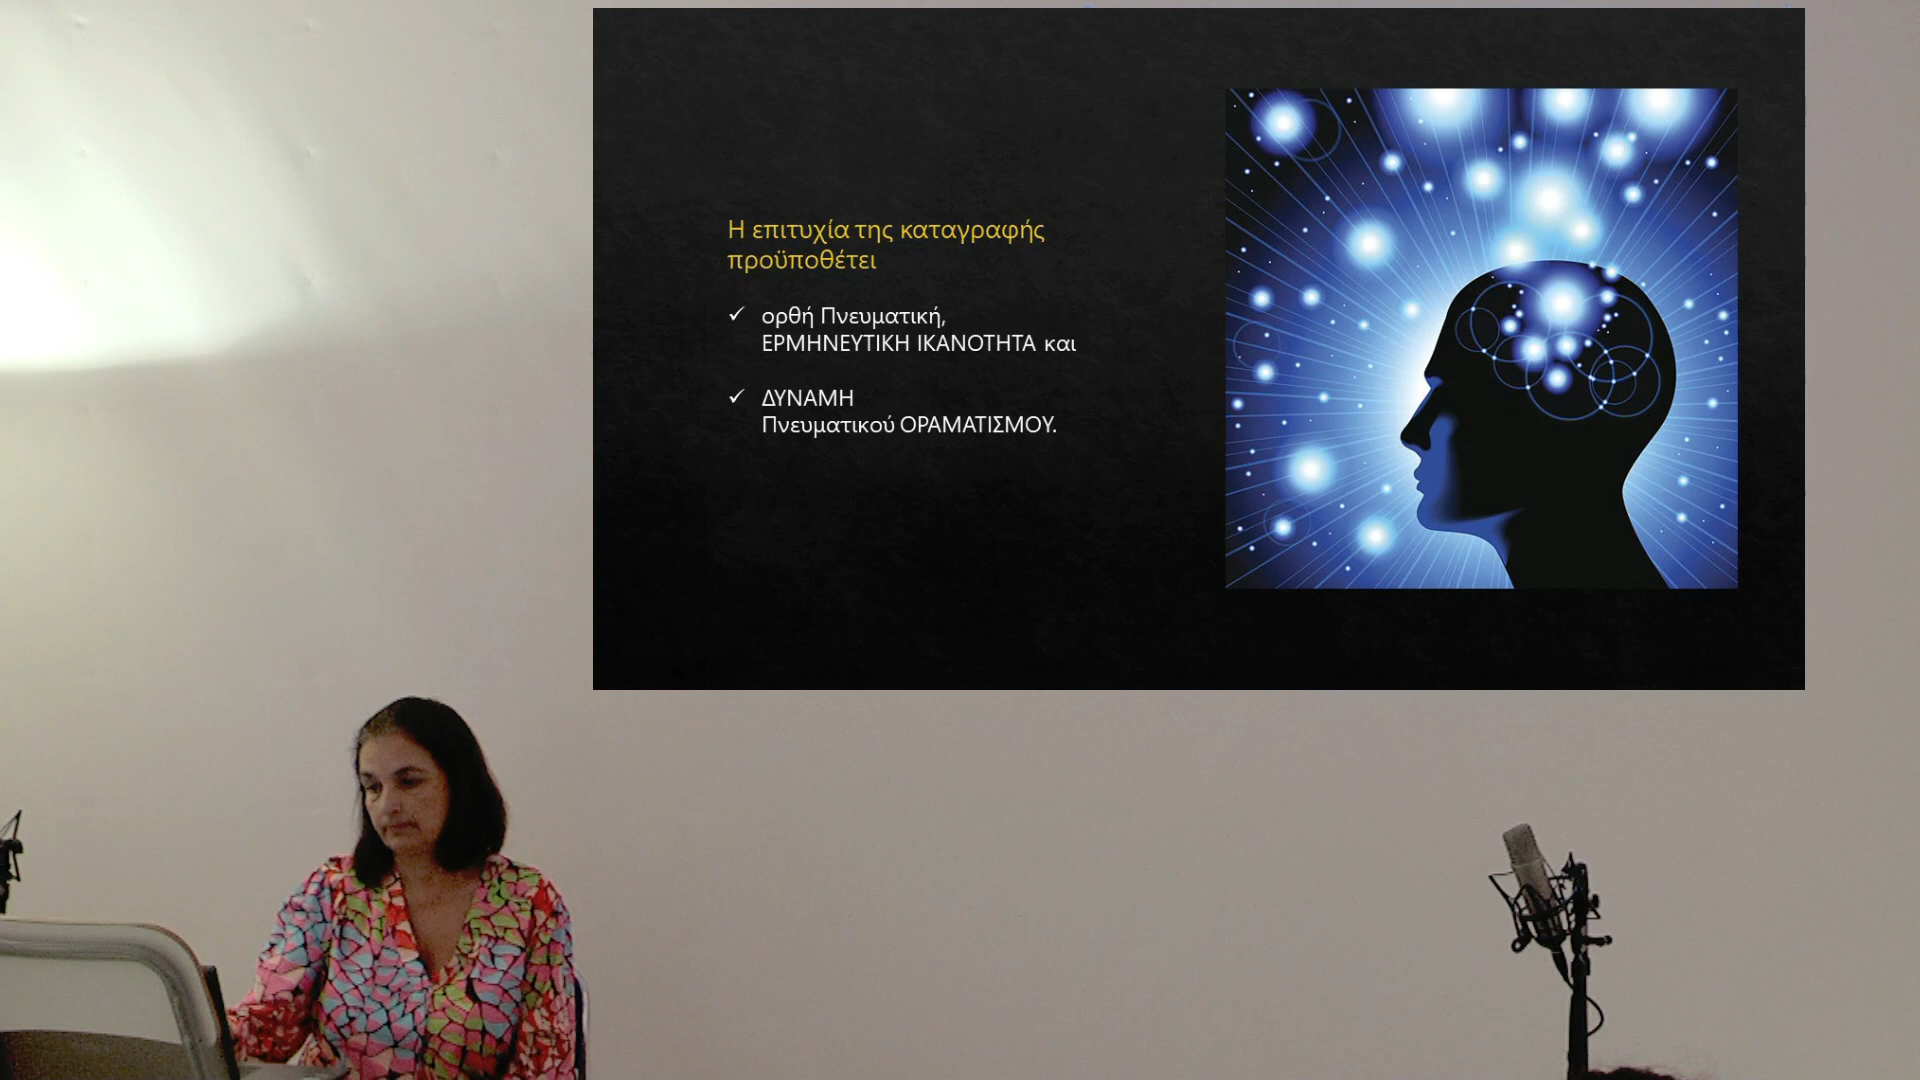 Η επιτυχία της καταγραφής
προϋποθέτει
✓ ορθή Πνευματική,
ΕΡΜΗΝΕΥΤΙΚΗ ΙΚΑΝΟΤΗΤΑ και
✓ ΔΥΝΑΜΗ
Πνευματικού ΟΡΑΜΑΤΙΣΜΟΥ.